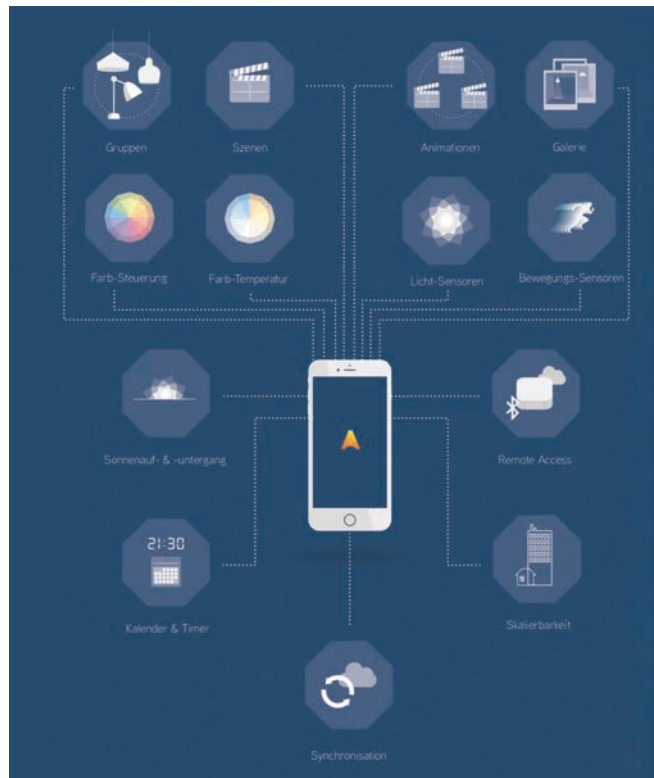 Gruppen
Szenen
Animationen
Galerie
Farb-Steuerung
Farb-Temperatur
Licht-Sensoren
Bewegungs-Sensoren
Sonnenauf- & -untergang
Remote Access
21:30
Kalender & Timer
Skalierbarkeit
Synchronisation